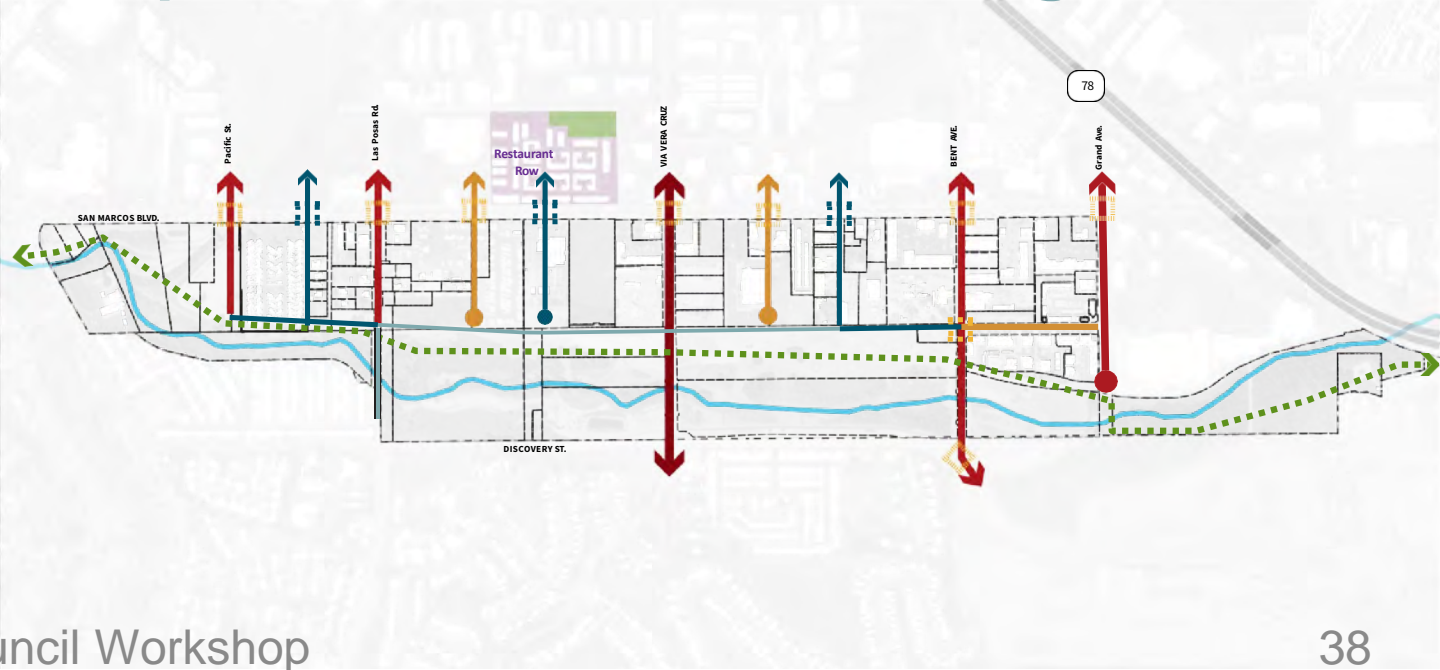 78
Pacific St.
Las Posas Rd.
Restaurant
Row
VIA VERA CRUZ
BENT AVE.
Grand Ave.
SAN MARCOS BLVD.
DISCOVERY ST.
Workshop
38